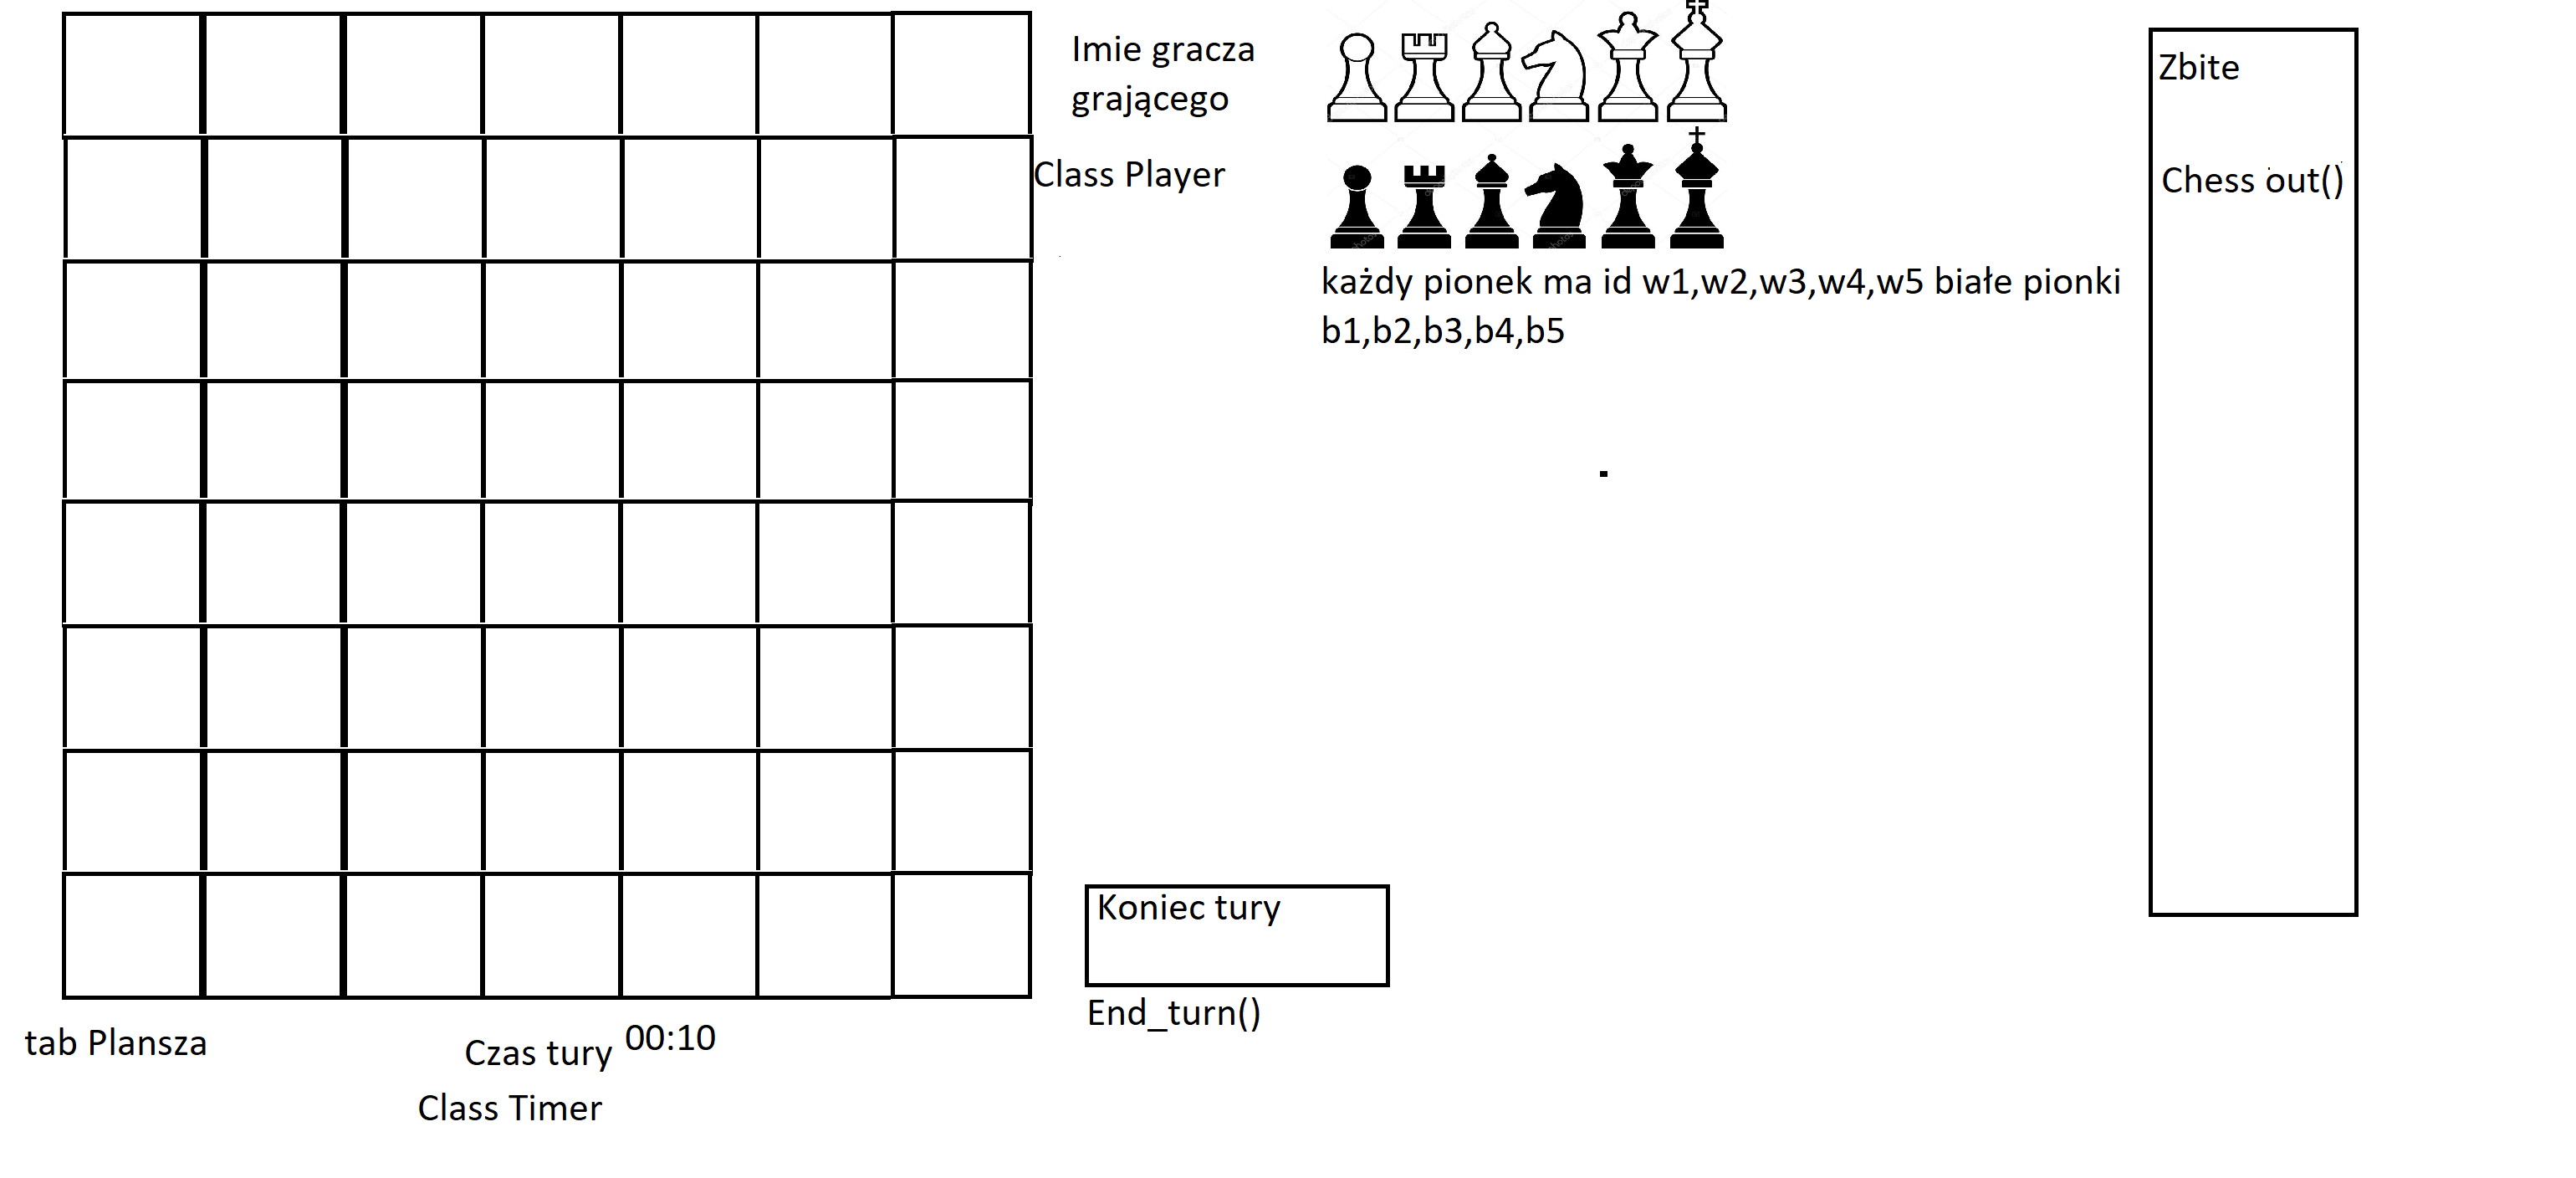 Imie gracza
grającego
Class Player
każdy pionek ma id w1,w2,w3,w4,w5 białe pionki
b1,b2,b3,b4,b5
Zbite
Chess out()
Koniec tury
End_turn()
tab Plansza
Czas tury 00:10
Class Timer